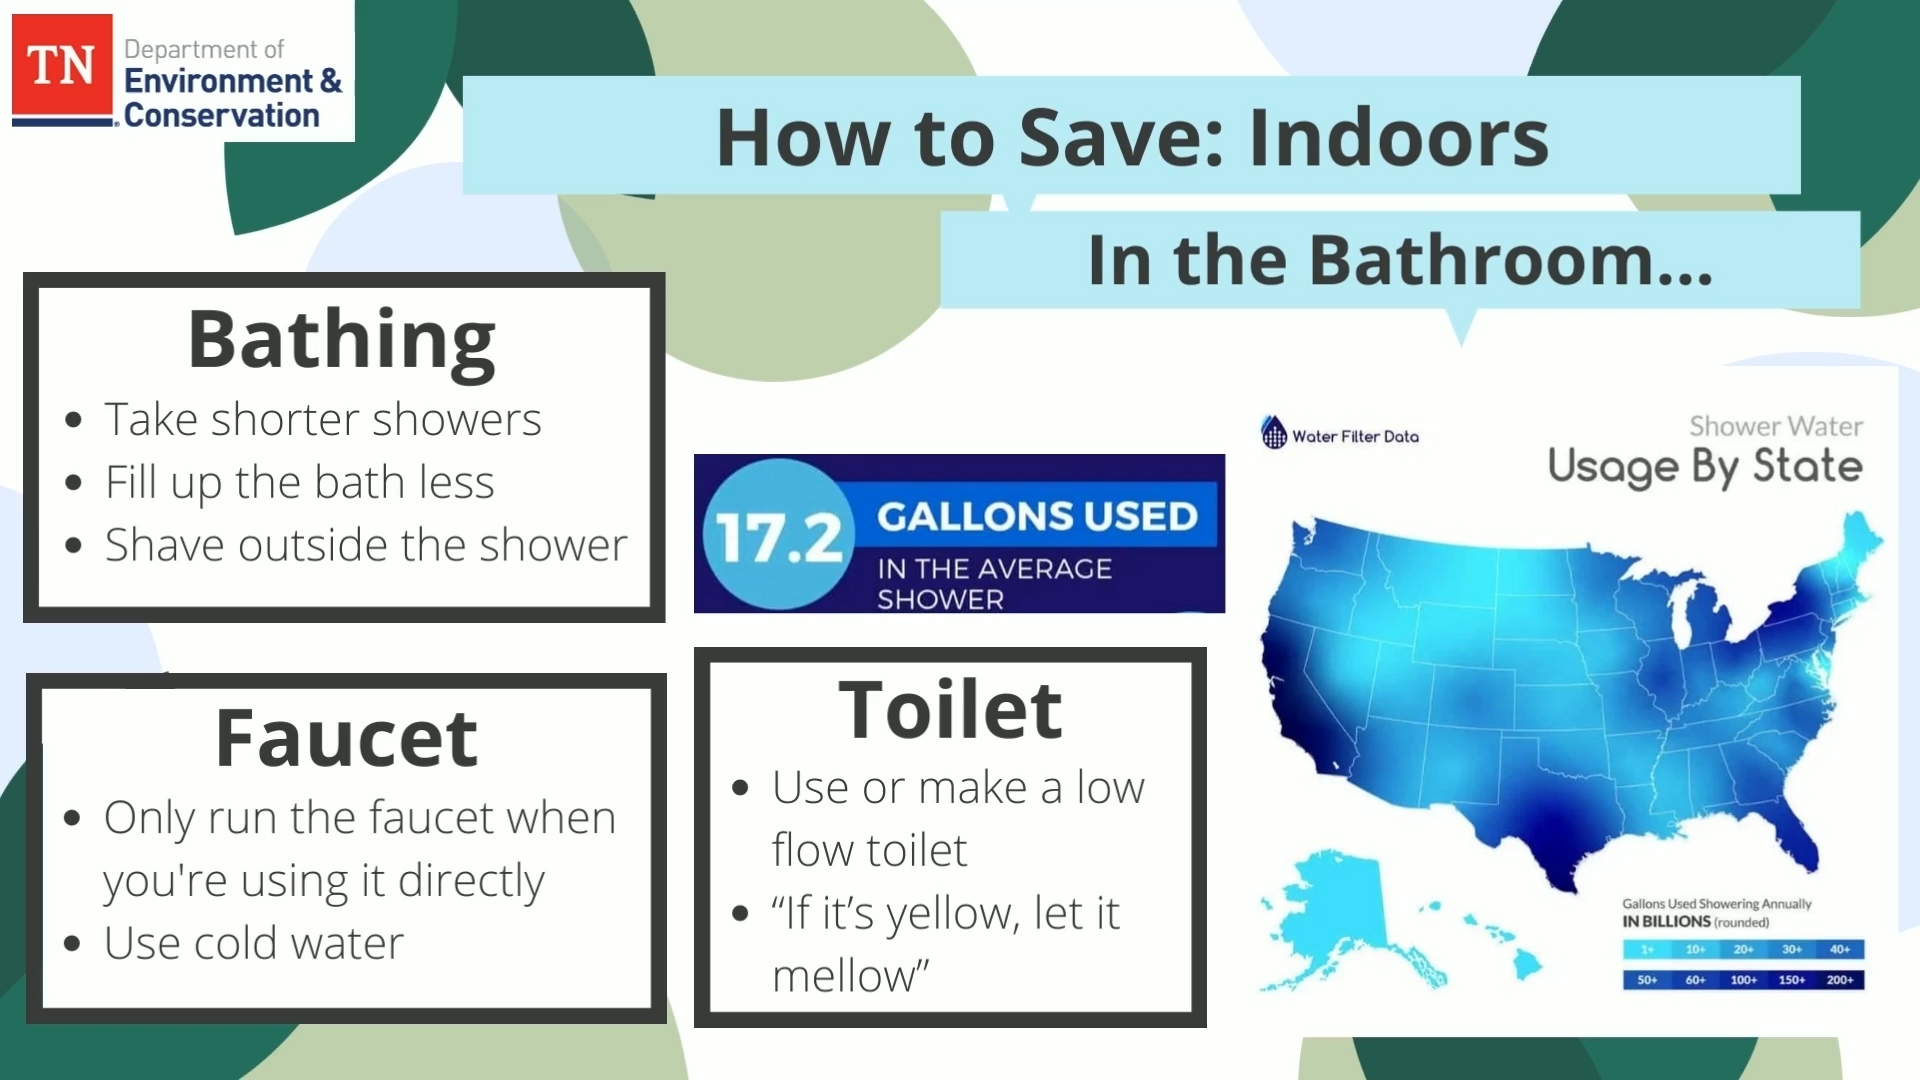 TN
Department of
Environment &
Conservation
How to Save: Indoors
In the Bathroom...
Bathing
• Take shorter showers
• Fill up the bath less
• Shave outside the shower
17.2
GALLONS USED
IN THE AVERAGE
SHOWER
Faucet
• Only run the faucet when
you're using it directly
• Use cold water
Toilet
• Use or make a low
flow toilet
• “If it’s yellow, let it
mellow”
Water Filter Data
Shower Water
Usage By State
Gallons Used Showering Annually
IN BILLIONS (rounded)
1+ 10+ 20+ 30+ 40+
50+ 60+ 100+ 150+ 200+